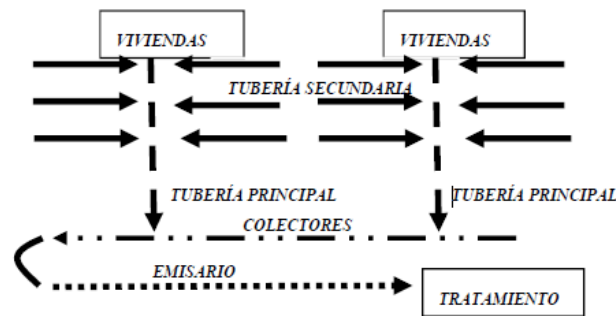 VIVIENDAS
VIVIENDAS
TUBERÍA SECUNDARIA
TUBERÍA PRINCIPAL
TUBERÍA PRINCIPAL
COLECTORES
EMISARIO
TRATAMIENTO